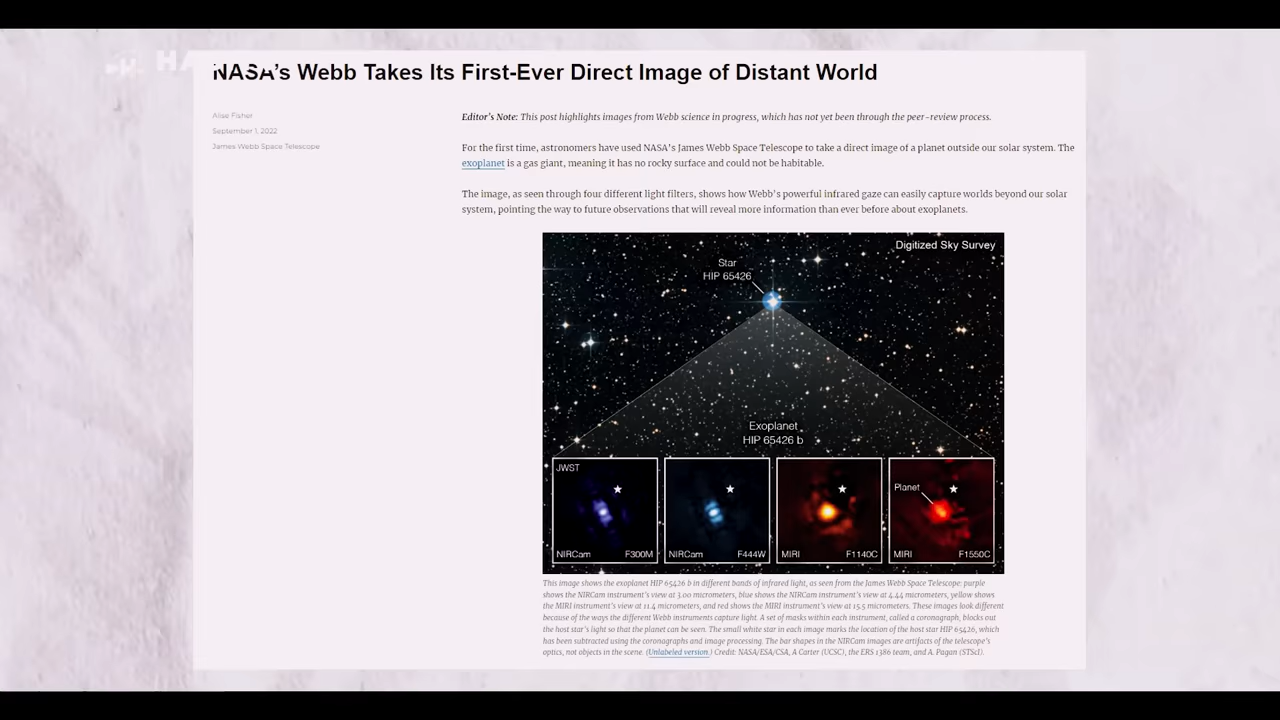 NASA's Webb Takes Its First-Ever Direct Image of Distant World
Alise Fisher
September 1, 2022
James Webb Space Telescope
Editor's Note: This post highlights images from Webb science in progress, which has not yet been through the peer-review process.
For the first time, astronomers have used NASA's James Webb Space Telescope to take a direct image of a planet outside our solar system. The
exoplanet is a gas giant, meaning it has no rocky surface and could not be habitable.
The image, as seen through four different light filters, shows how Webb's powerful infrared gaze can easily capture worlds beyond our solar
system, pointing the way to future observations that will reveal more information than ever before about exoplanets.
Digitized Sky Survey
Star
HIP 65426
Exoplanet
HIP 65426 b
JWST
NIRCam F300M
NIRCam F444W
MIRI F1140C
Planet
MIRI F1550C
This image shows the exoplanet HIP 65426 b in different bands of infrared light, as seen from the James Webb Space Telescope: purple
shows the NIRCam instrument's view at 3.00 micrometers, blue shows the NIRCam instrument's view at 4.44 micrometers, yellow shows
the MIRI instrument's view at 11.4 micrometers, and red shows the MIRI instrument's view at 15.5 micrometers. These images look different
because of the ways the different Webb instruments capture light. A set of masks within each instrument, called a coronagraph, blocks out
the host star's light so that the planet can be seen. The small white star in each image marks the location of the host star HIP 65426, which
has been subtracted using the coronagraphs and image processing. The bar shapes in the NIRCam images are artifacts of the telescope's
optics, not objects in the scene. (Unlabeled version.) Credit: NASA/ESA/CSA, A Carter (UCSC), the ERS 1386 team, and A. Pagan (STScI).